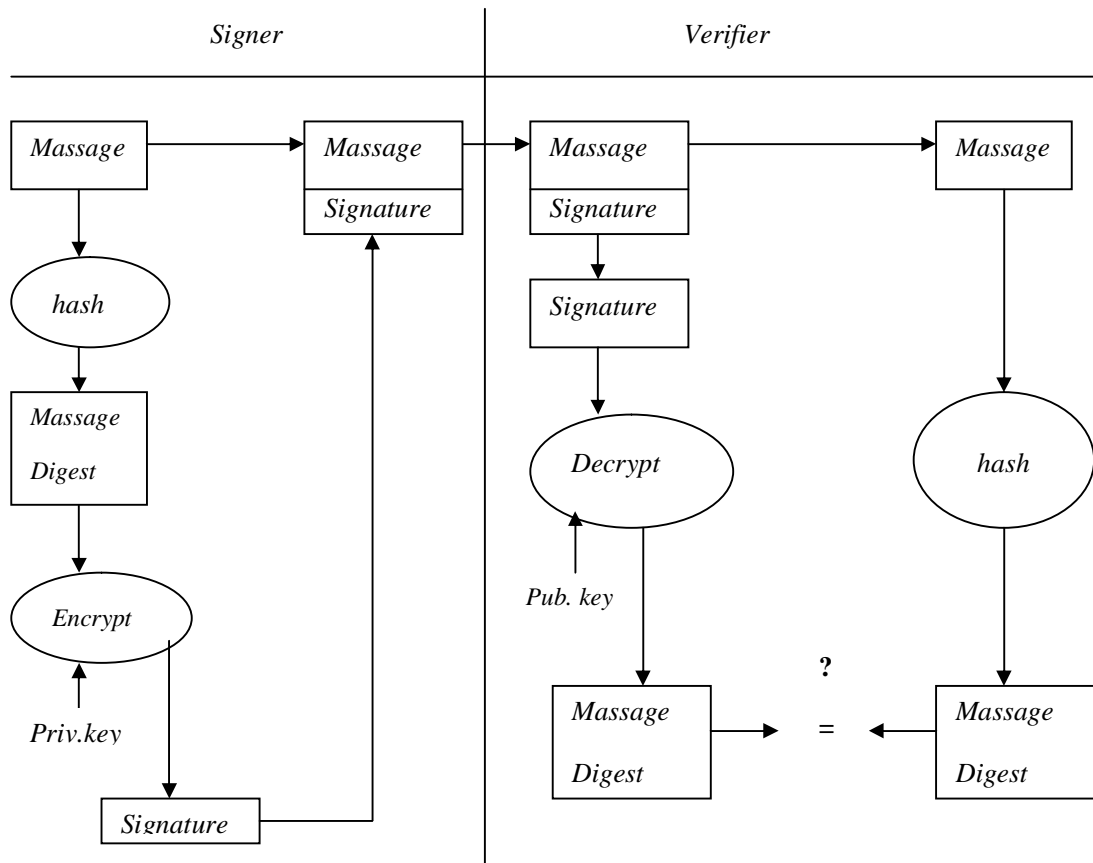 Signer
Verifier
Massage
Massage
Signature
hash
Massage
Digest
Encrypt
Priv.key
Signature
Massage
Signature
Signature
Decrypt
Pub. key
Massage
Digest
Massage
hash
Massage
Digest
?
=